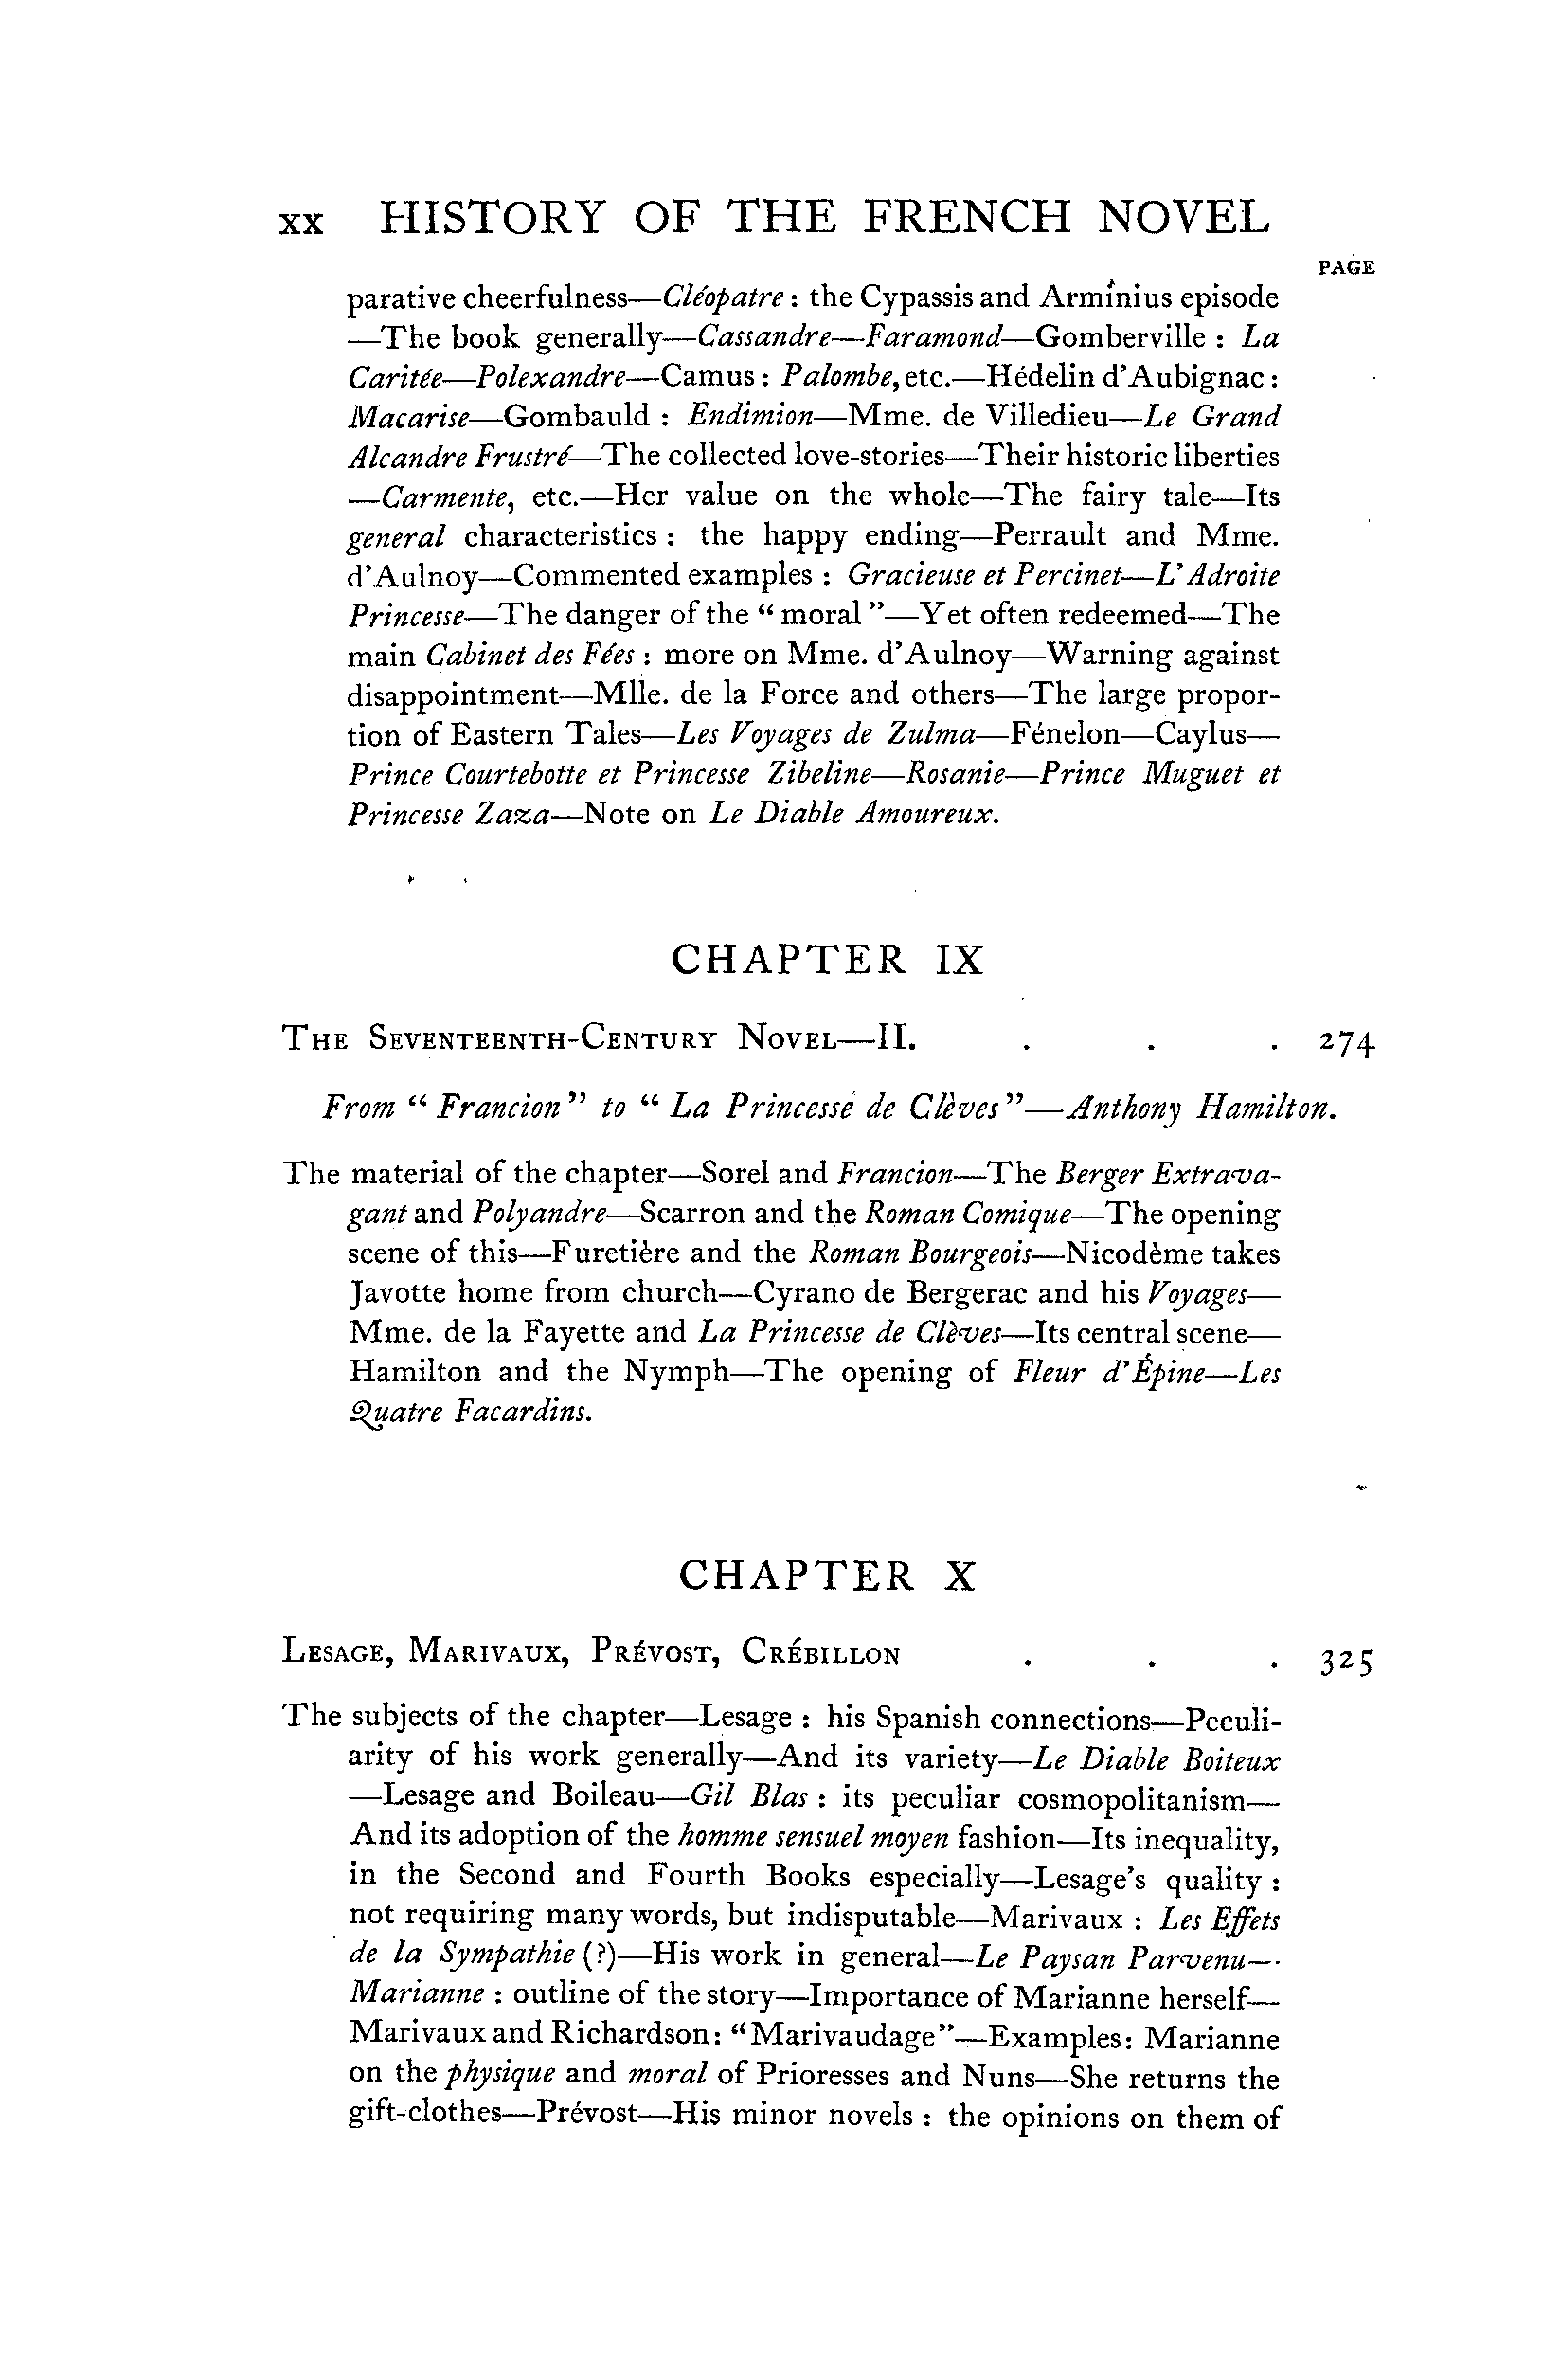 xx HISTORY OF THE FRENCH NOVEL
PAGE
parative cheerfulness—Cléopatre : the Cypassis and Arminius episode
—The book generally—Cassandre—Faramond—Gomberville : La
Caritée—Polexandre—Camus : Palombe, etc.—Hédelin d'Aubignac :
Macarise—Gombauld : Endimion—Mme. de Villedieu—Le Grand
Alcandre Frustré—The collected love-stories—Their historic liberties
—Carmente, etc.—Her value on the whole—The fairy tale—Its
general characteristics : the happy ending—Perrault and Mme.
d'Aulnoy—Commented examples : Gracieuse et Percinet—L'Adroite
Princesse—The danger of the “ moral ”—Yet often redeemed—The
main Cabinet des Fées : more on Mme. d'Aulnoy—Warning against
disappointment—Mlle. de la Force and others—The large propor-
tion of Eastern Tales—Les Voyages de Zulma—Fénelon—Caylus—
Prince Courtebotte et Princesse Zibeline—Rosanie—Prince Muguet et
Princesse Zaza—Note on Le Diable Amoureux.
CHAPTER IX
The Seventeenth-Century Novel—II. . . . 274
From “ Francion ” to “ La Princesse de Clèves ”—Anthony Hamilton.
The material of the chapter—Sorel and Francion—The Berger Extrava-
gant and Polyandre—Scarron and the Roman Comique—The opening
scene of this—Furetière and the Roman Bourgeois—Nicodème takes
Javotte home from church—Cyrano de Bergerac and his Voyages—
Mme. de la Fayette and La Princesse de Clèves—Its central scene—
Hamilton and the Nymph—The opening of Fleur d'Épine—Les
Quatre Facardins.
CHAPTER X
Lesage, Marivaux, Prévost, Crébillon . . . 325
The subjects of the chapter—Lesage : his Spanish connections—Peculi-
arity of his work generally—And its variety—Le Diable Boiteux
—Lesage and Boileau—Gil Blas : its peculiar cosmopolitanism—
And its adoption of the homme sensuel moyen fashion—Its inequality,
in the Second and Fourth Books especially—Lesage's quality :
not requiring many words, but indisputable—Marivaux : Les Effets
de la Sympathie (?)—His work in general—Le Paysan Parvenu—
Marianne : outline of the story—Importance of Marianne herself—
Marivaux and Richardson: “Marivaudage”—Examples: Marianne
on the physique and moral of Prioresses and Nuns—She returns the
gift-clothes—Prévost—His minor novels : the opinions on them of